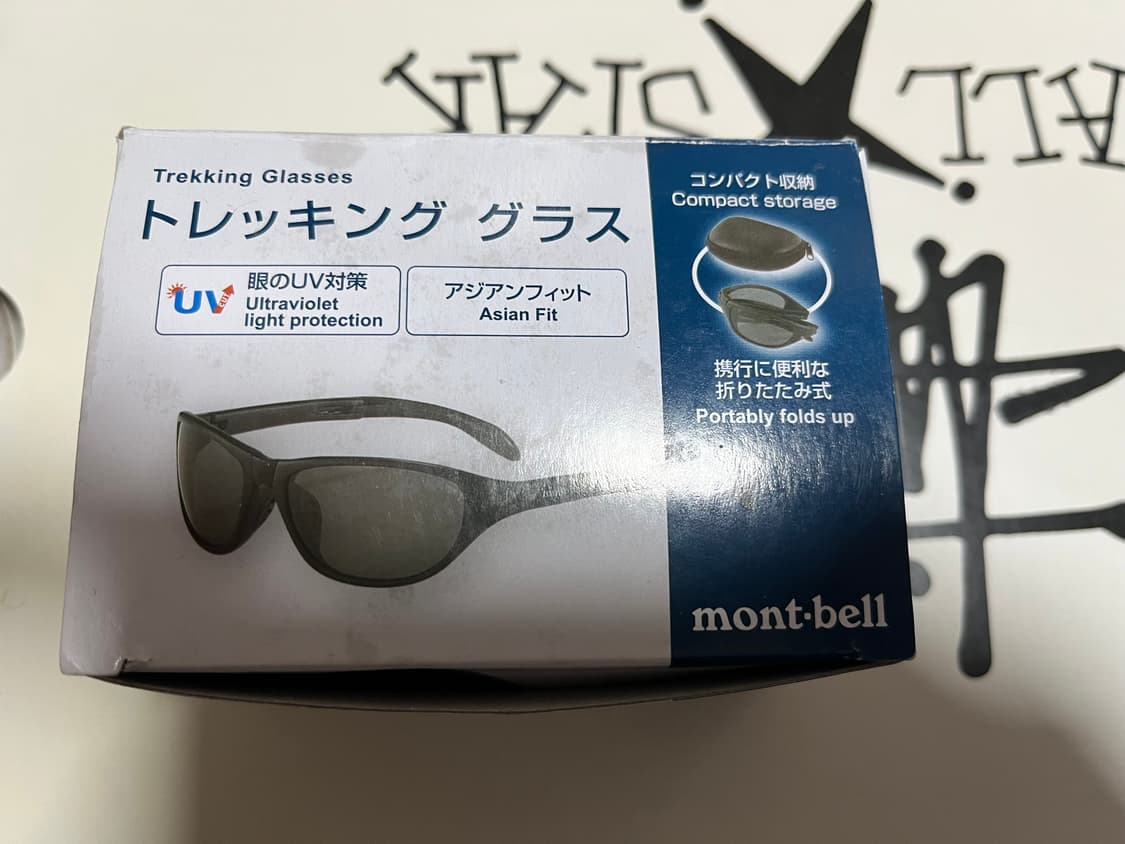 ALL STAR
Trekking Glasses
トレッキング グラス
UV CUT
眼のUV対策
Ultraviolet
light protection
アジアンフィット
Asian Fit
コンパクト収納
Compact storage
携行に便利な
折りたたみ式
Portably folds up
mont·bell